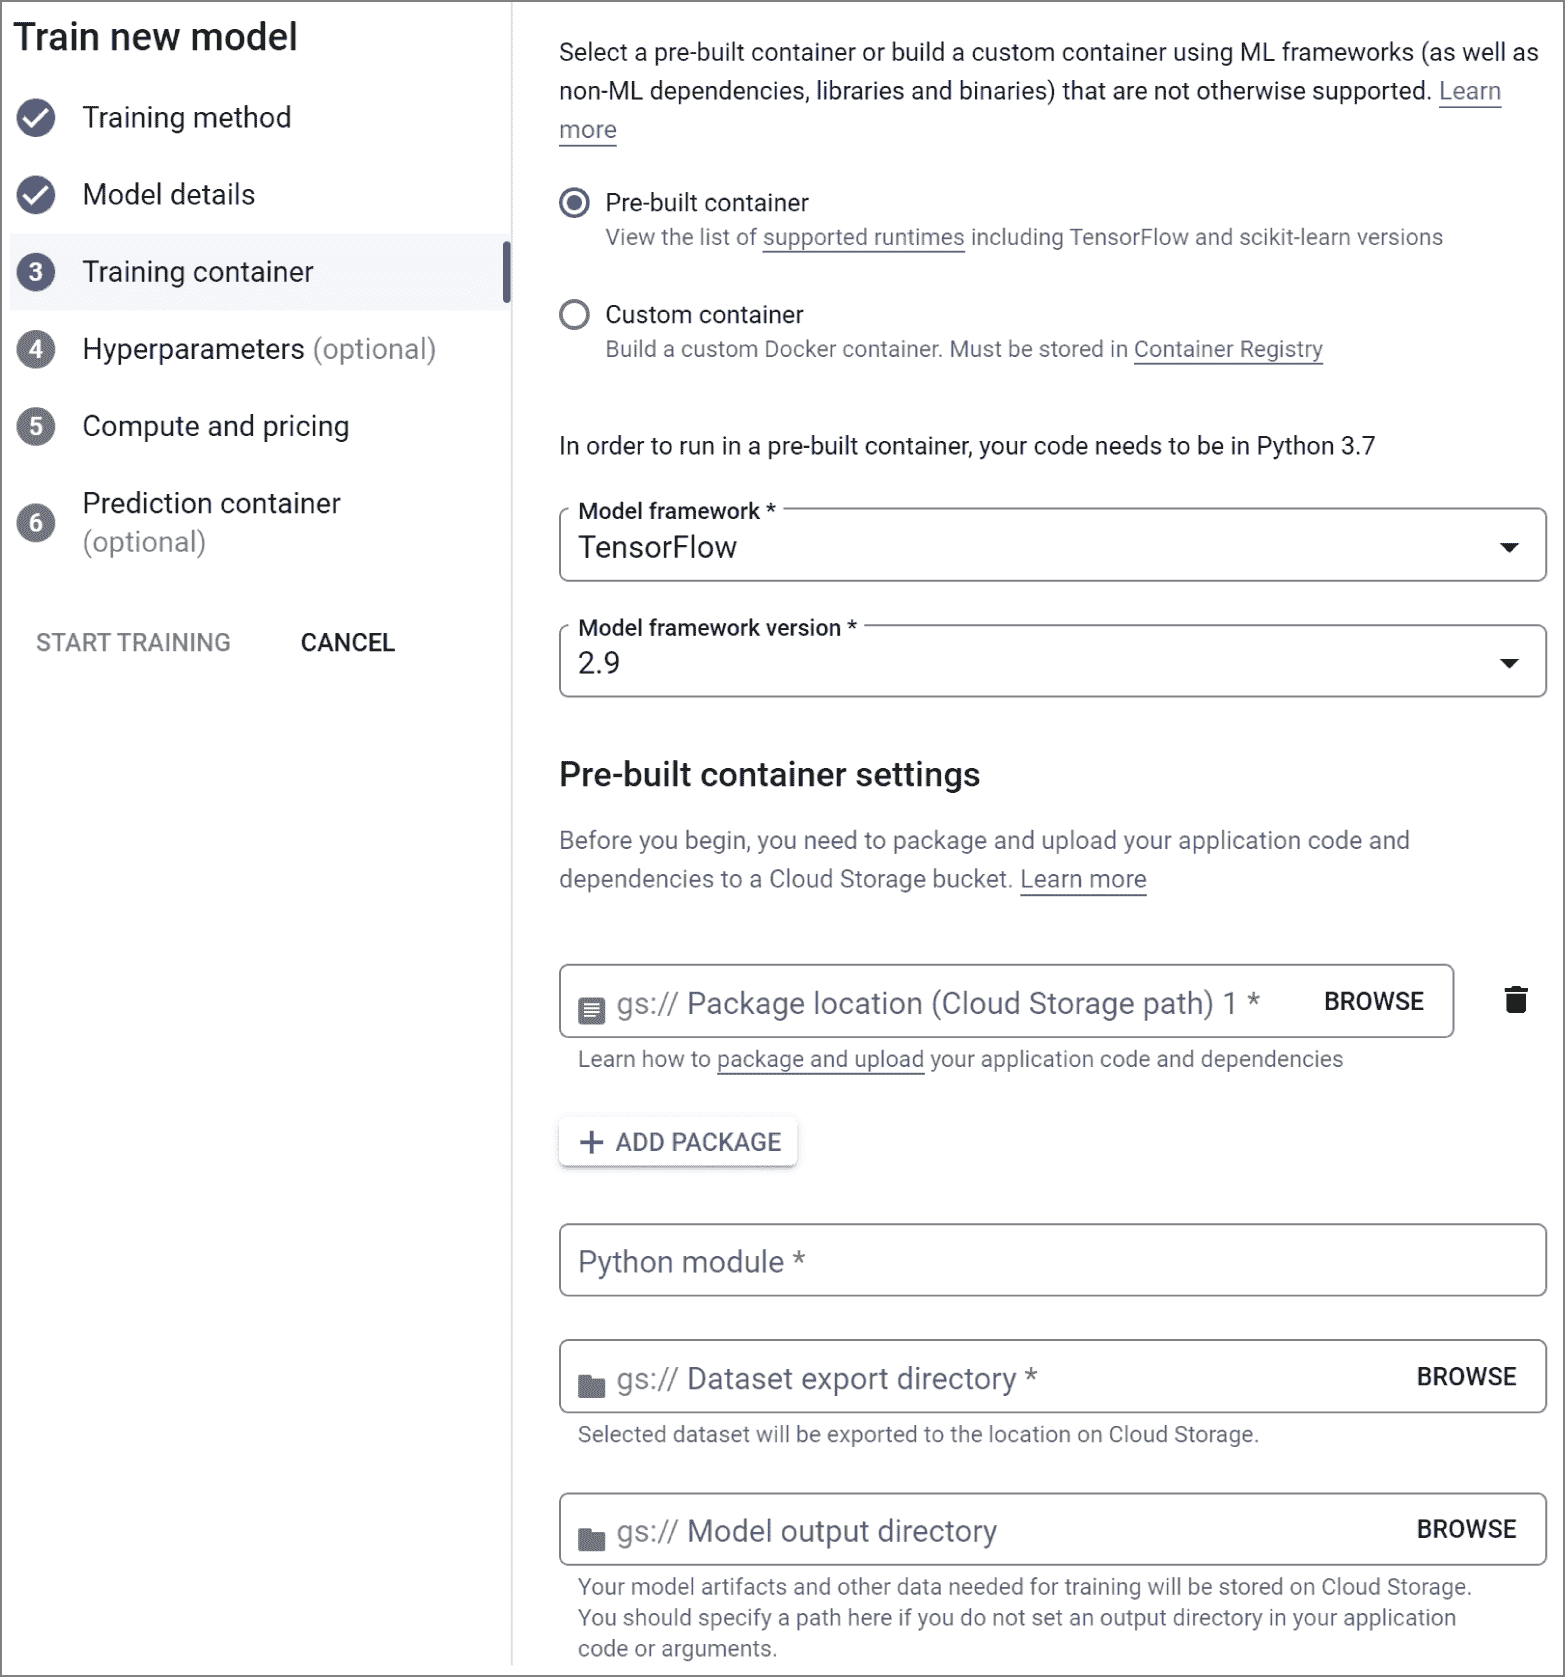 Train new model
Training method
Model details
3 Training container
4 Hyperparameters (optional)
5 Compute and pricing
6 Prediction container
(optional)
START TRAINING CANCEL
Select a pre-built container or build a custom container using ML frameworks (as well as
non-ML dependencies, libraries and binaries) that are not otherwise supported. Learn
more
Pre-built container
View the list of supported runtimes including TensorFlow and scikit-learn versions
Custom container
Build a custom Docker container. Must be stored in Container Registry
In order to run in a pre-built container, your code needs to be in Python 3.7
Model framework *
TensorFlow
Model framework version *
2.9
Pre-built container settings
Before you begin, you need to package and upload your application code and
dependencies to a Cloud Storage bucket. Learn more
gs:// Package location (Cloud Storage path) 1 * BROWSE
Learn how to package and upload your application code and dependencies
+ ADD PACKAGE
Python module *
gs:// Dataset export directory * BROWSE
Selected dataset will be exported to the location on Cloud Storage.
gs:// Model output directory BROWSE
Your model artifacts and other data needed for training will be stored on Cloud Storage.
You should specify a path here if you do not set an output directory in your application
code or arguments.